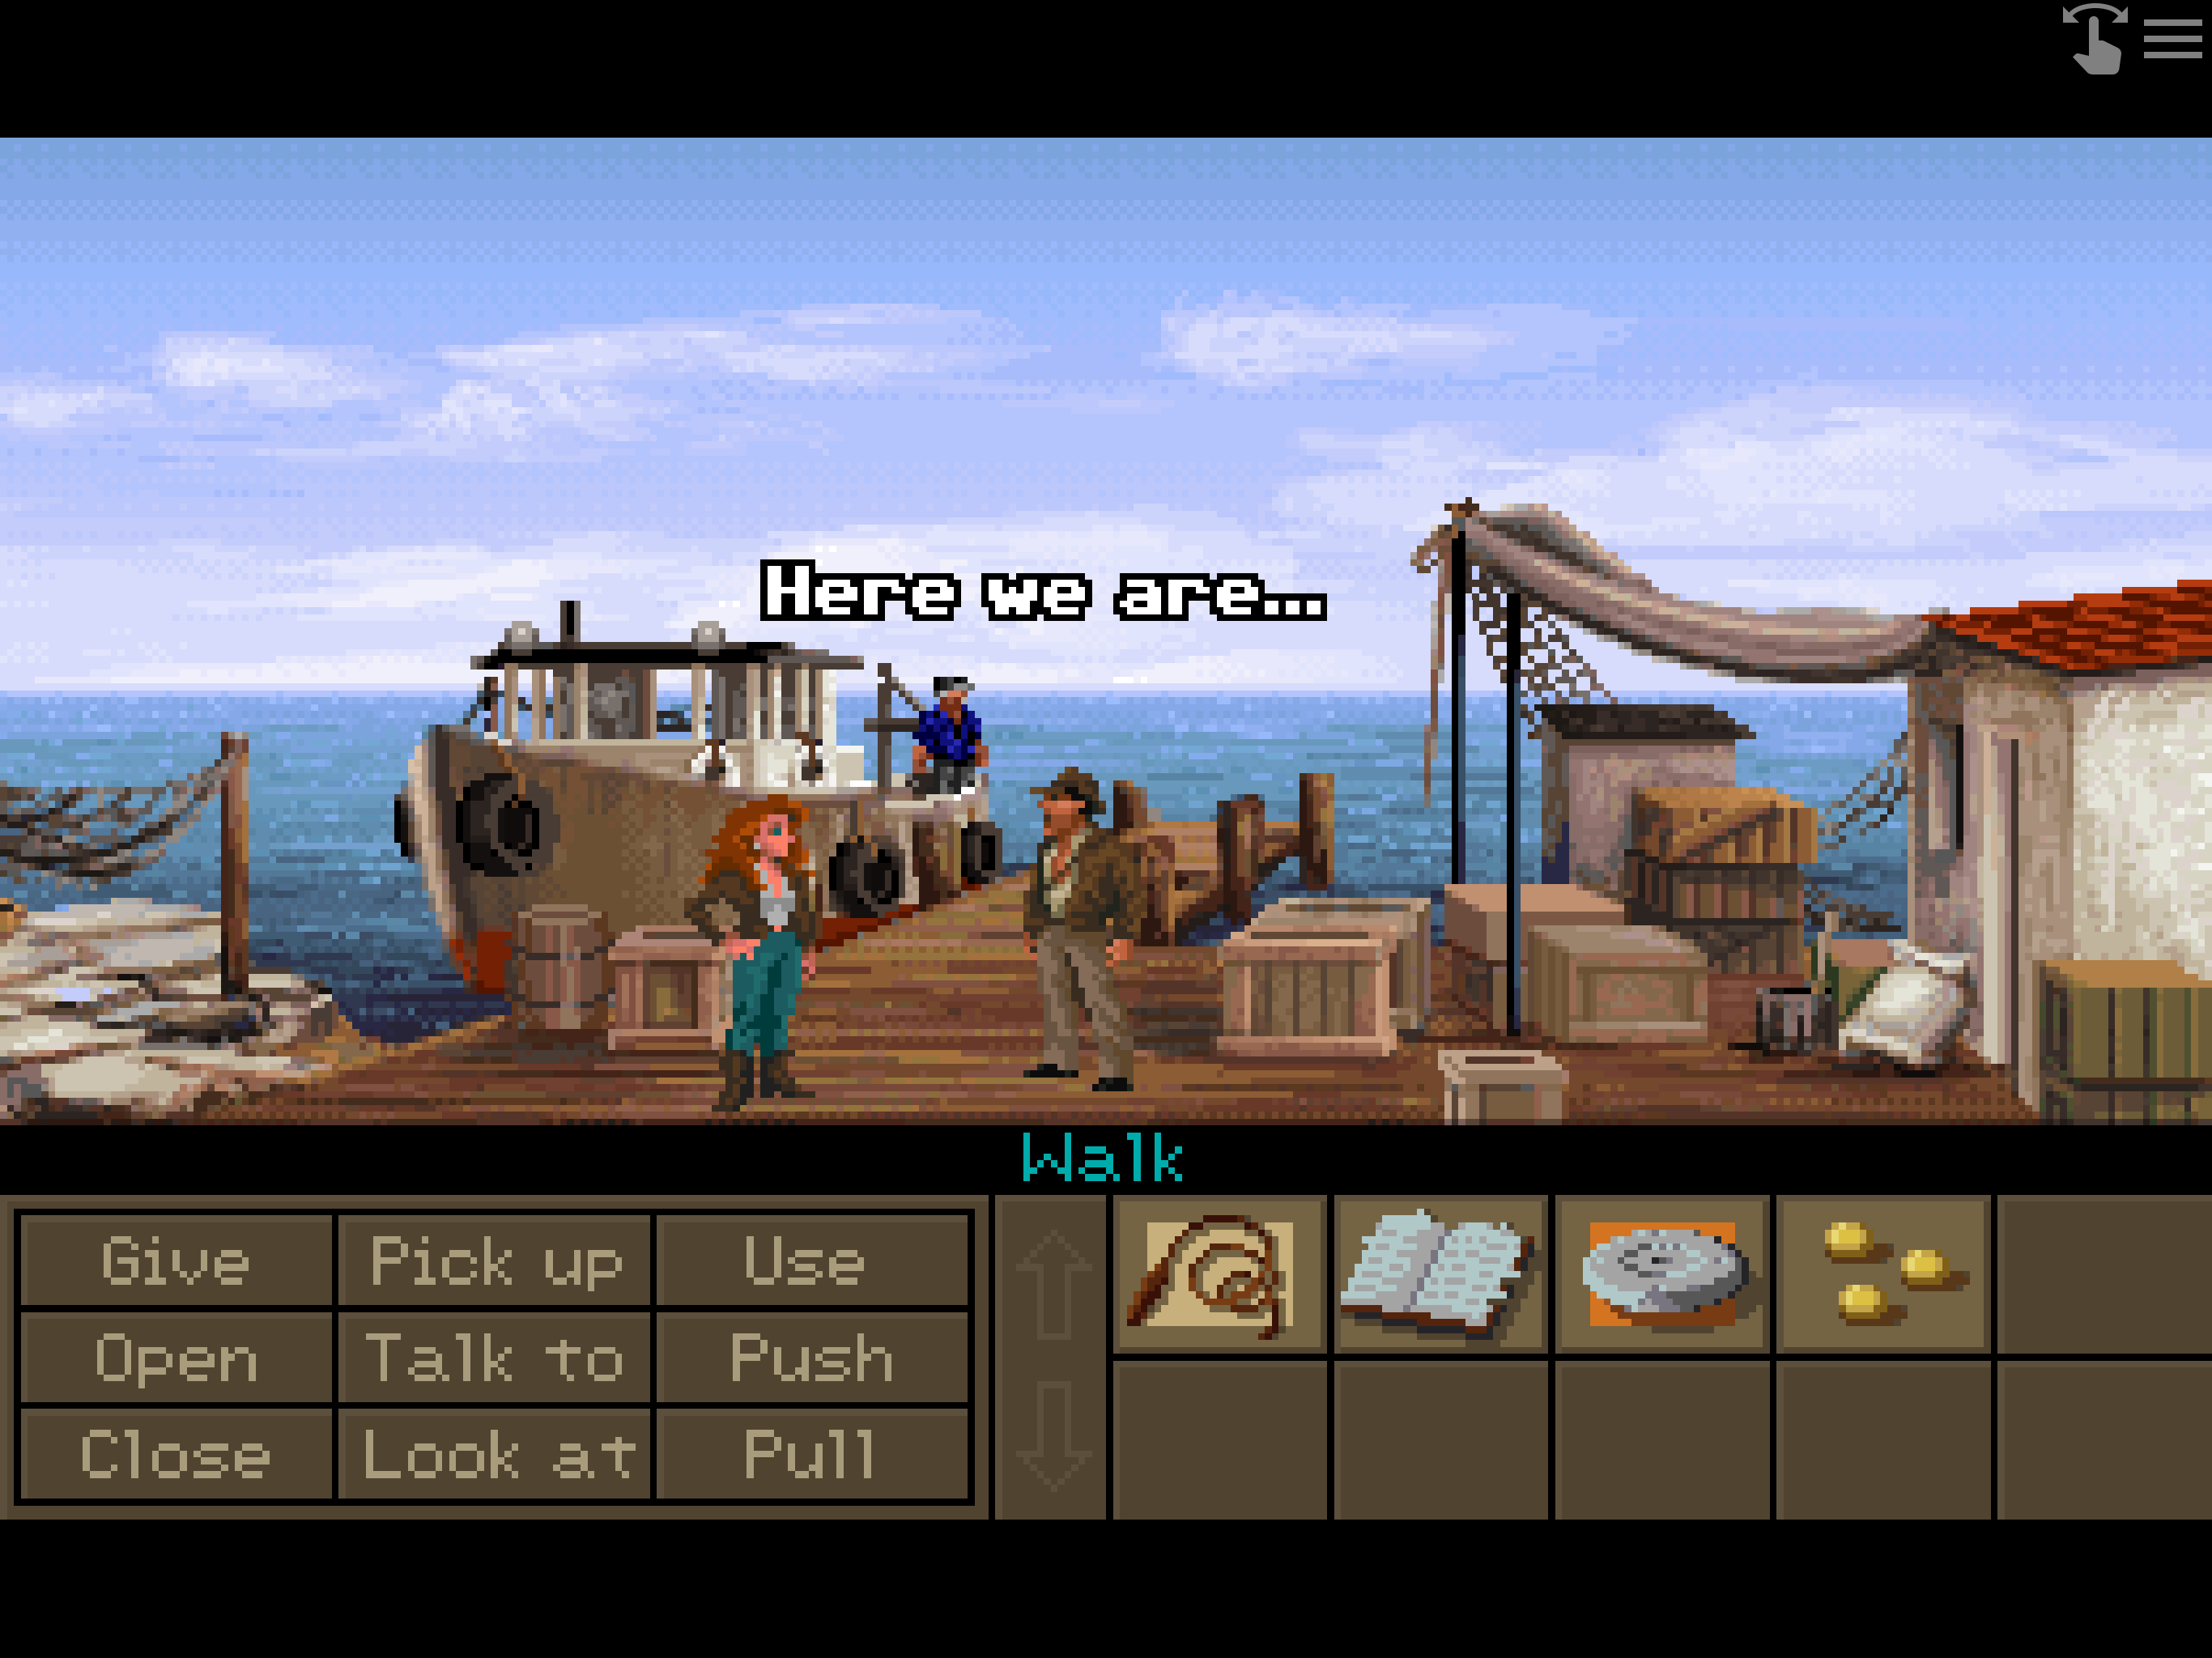 Here we are...
Walk
Give Pick up Use
Open Talk to Push
Close Look at Pull